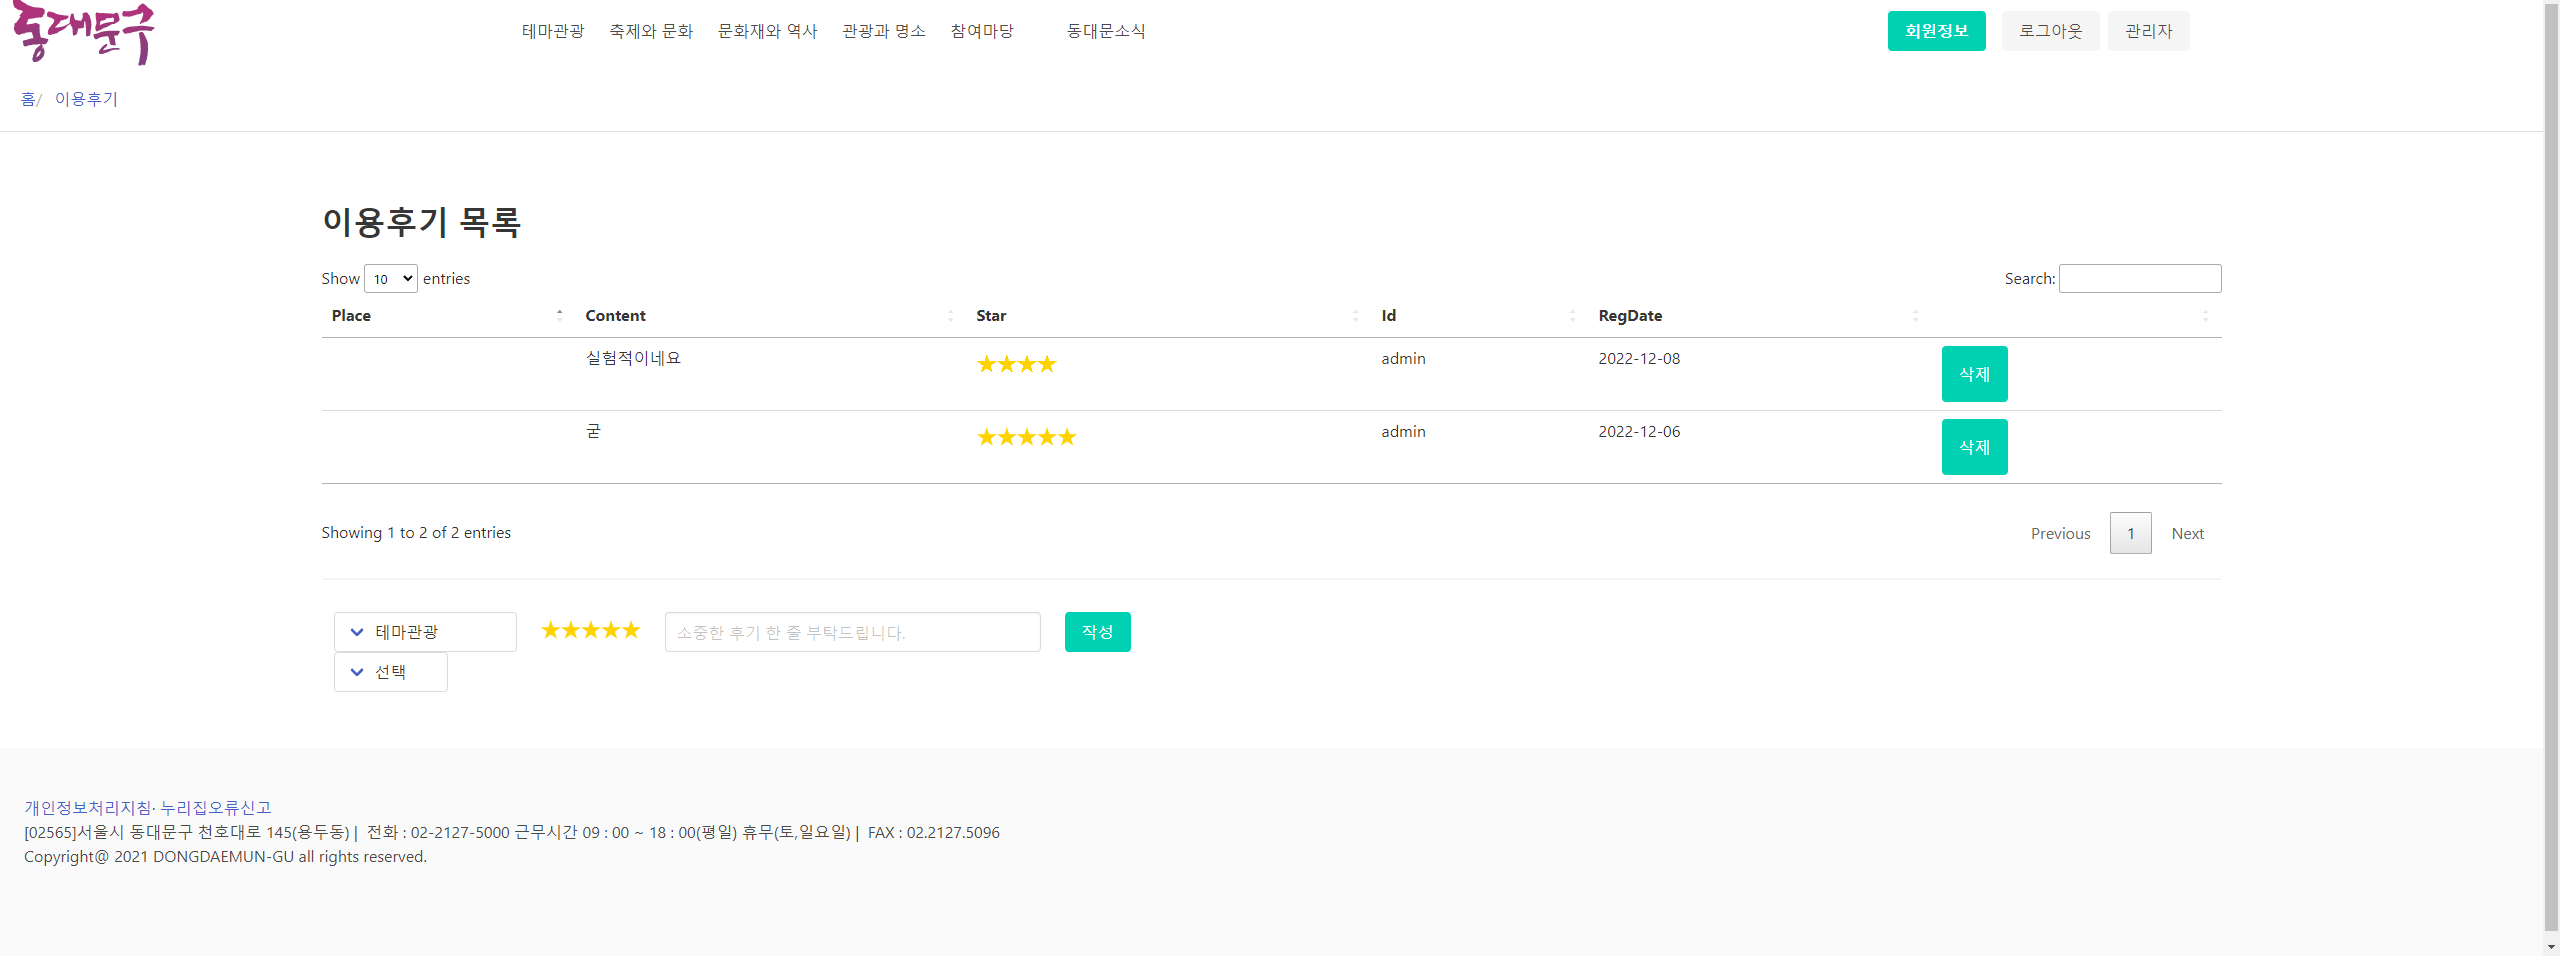 동대문구
테마관광 축제와 문화 문화재와 역사 관광과 명소 참여마당 동대문소식 회원정보 로그아웃 관리자
홈/ 이용후기
이용후기 목록
Show 10 entries Search:
Place Content Star Id RegDate
실험적이네요 ★★★★ admin 2022-12-08 삭제
굳 ★★★★★ admin 2022-12-06 삭제
Showing 1 to 2 of 2 entries Previous 1 Next
테마관광 ★★★★★ 소중한 후기 한 줄 부탁드립니다. 작성
선택
개인정보처리지침· 누리집오류신고
[02565]서울시 동대문구 천호대로 145(용두동) | 전화 : 02-2127-5000 근무시간 09 : 00 ~ 18 : 00(평일) 휴무(토,일요일) | FAX : 02.2127.5096
Copyright@ 2021 DONGDAEMUN-GU all rights reserved.